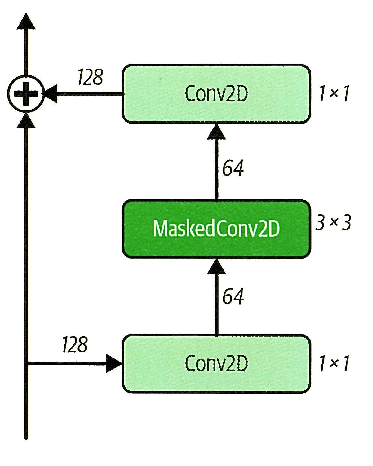 128
Conv2D
1 × 1
64
MaskedConv2D
3 × 3
64
128
Conv2D
1 × 1